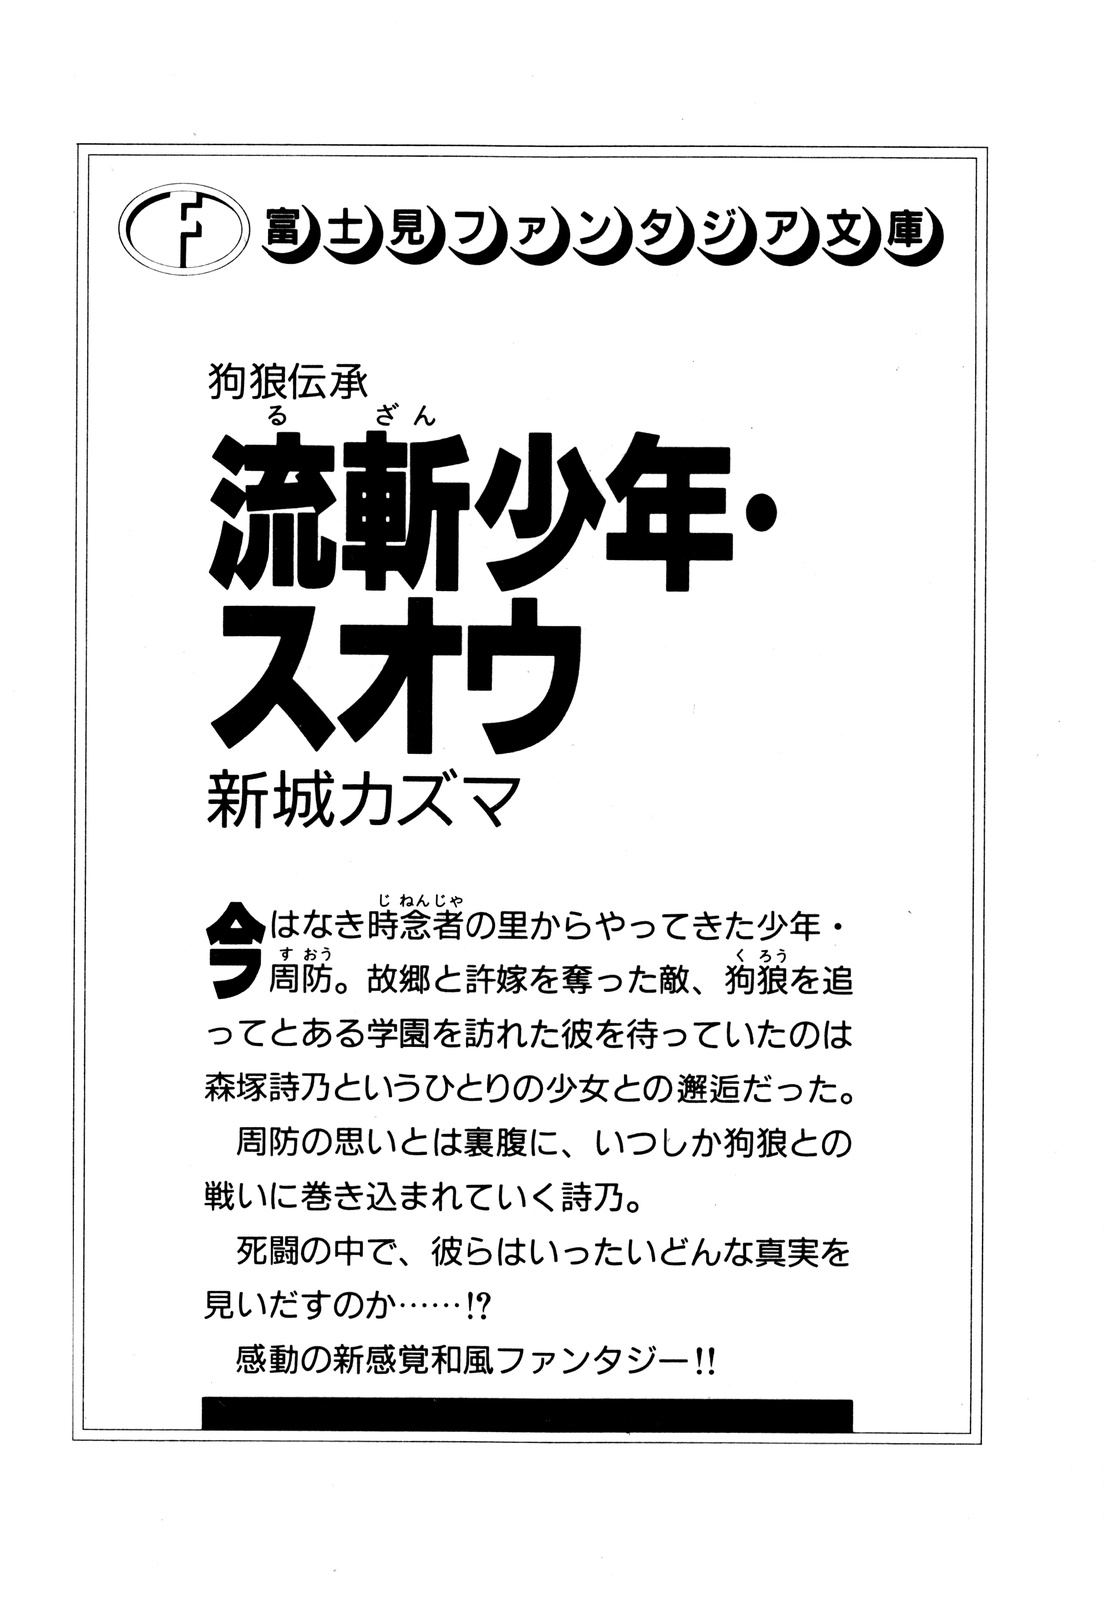 富士見ファンタジア文庫
狗狼伝承
る ざん
流斬少年・
スオウ
新城カズマ
じ ねんじゃ
今はなき時念者の里からやってきた少年・
す おう く ろう
周防。故郷と許嫁を奪った敵、狗狼を追
ってとある学園を訪れた彼を待っていたのは
森塚詩乃というひとりの少女との邂逅だった。
周防の思いとは裏腹に、いつしか狗狼との
戦いに巻き込まれていく詩乃。
死闘の中で、彼らはいったいどんな真実を
見いだすのか……!?
感動の新感覚和風ファンタジー!!